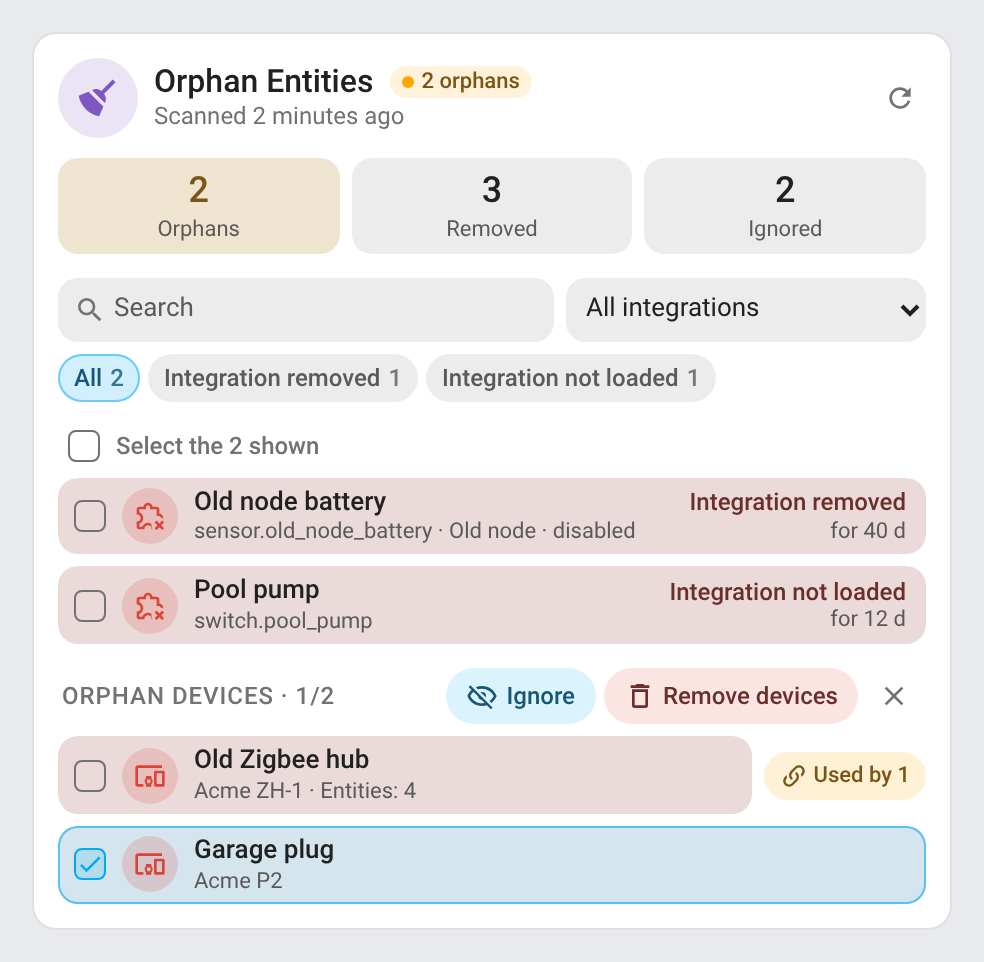 Orphan Entities
2 orphans
Scanned 2 minutes ago
2
Orphans
3
Removed
2
Ignored
Search
All integrations
All 2
Integration removed 1
Integration not loaded 1
Select the 2 shown
Old node battery
Integration removed
sensor.old_node_battery · Old node · disabled
for 40 d
Pool pump
Integration not loaded
switch.pool_pump
for 12 d
ORPHAN DEVICES · 1/2
Ignore
Remove devices
Old Zigbee hub
Acme ZH-1 · Entities: 4
Used by 1
Garage plug
Acme P2